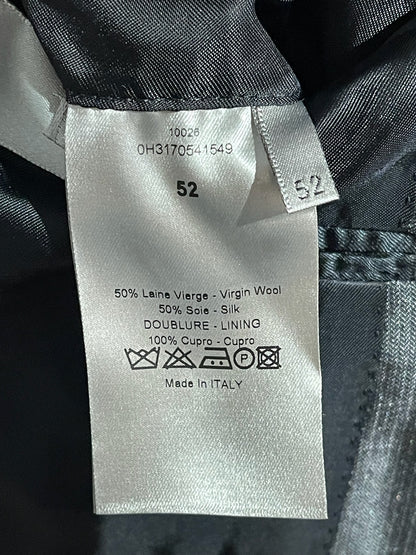 10026
0H3170541549
52
52
50% Laine Vierge - Virgin Wool
50% Soie - Silk
DOUBLURE - LINING
100% Cupro - Cupro
P
Made In ITALY